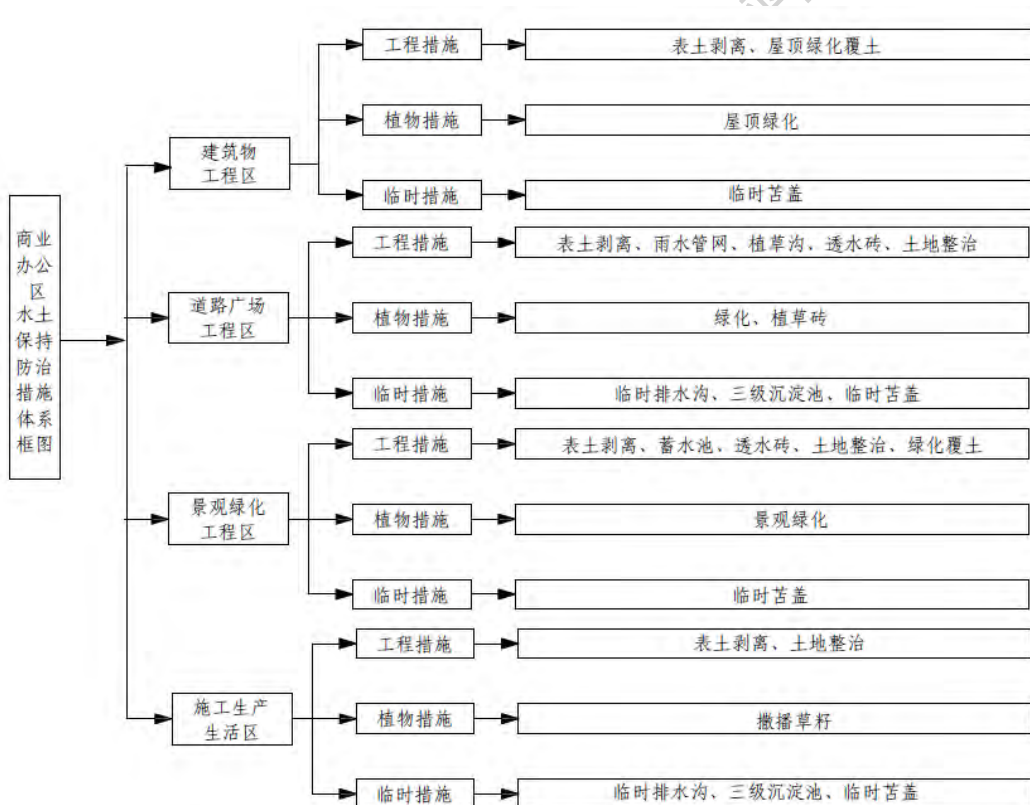 商业
办公
区
水土
保持
防治
措施
体系
框图
建筑物
工程区
工程措施
表土剥离、屋顶绿化覆土
植物措施
屋顶绿化
临时措施
临时苫盖
道路广场
工程区
工程措施
表土剥离、雨水管网、植草沟、透水砖、土地整治
植物措施
绿化、植草砖
临时措施
临时排水沟、三级沉淀池、临时苫盖
景观绿化
工程区
工程措施
表土剥离、蓄水池、透水砖、土地整治、绿化覆土
植物措施
景观绿化
临时措施
临时苫盖
施工生产
生活区
工程措施
表土剥离、土地整治
植物措施
撒播草籽
临时措施
临时排水沟、三级沉淀池、临时苫盖